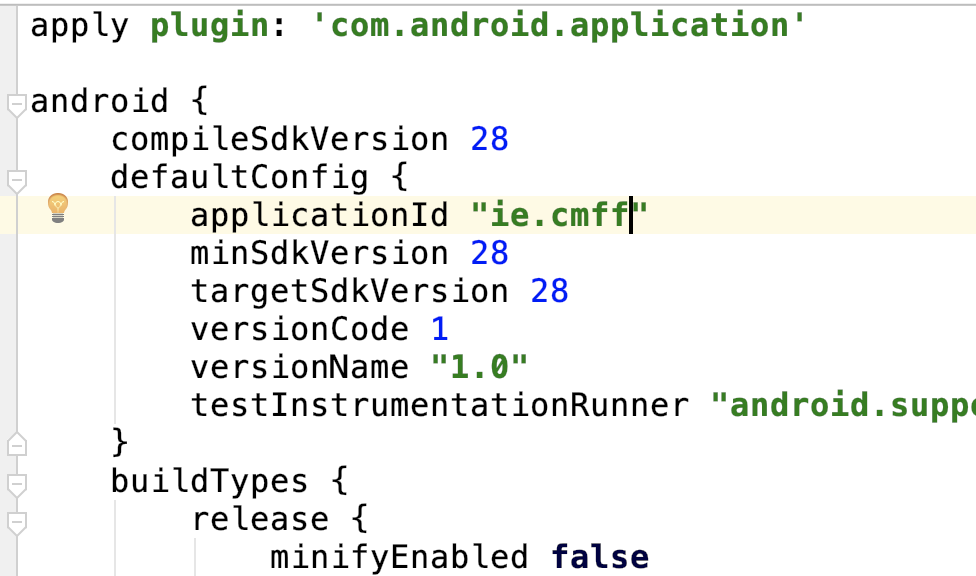 apply plugin: 'com.android.application'
android {
compileSdkVersion 28
defaultConfig {
applicationId "ie.cmff"
minSdkVersion 28
targetSdkVersion 28
versionCode 1
versionName "1.0"
testInstrumentationRunner "android.suppo
}
buildTypes {
release {
minifyEnabled false